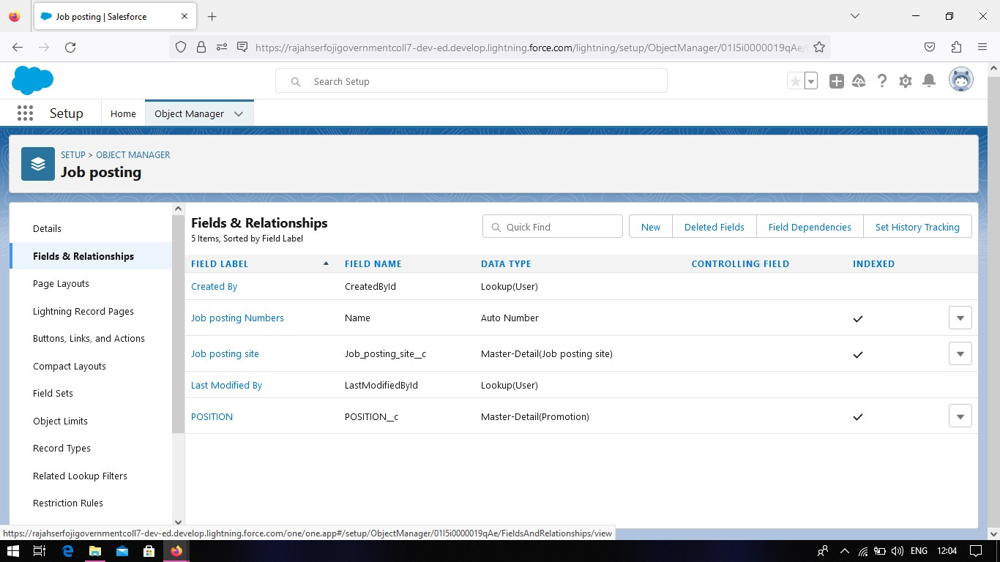 Job posting | Salesforce
https://rajahserfojigovernmentcoll7-dev-ed.develop.lightning.force.com/lightning/setup/ObjectManager/01I5i0000019qAe/
Search Setup
Setup
Home
Object Manager
SETUP > OBJECT MANAGER
Job posting
Details
Fields & Relationships
Page Layouts
Lightning Record Pages
Buttons, Links, and Actions
Compact Layouts
Field Sets
Object Limits
Record Types
Related Lookup Filters
Restriction Rules
Fields & Relationships
5 Items, Sorted by Field Label
Quick Find
New
Deleted Fields
Field Dependencies
Set History Tracking
FIELD LABEL FIELD NAME DATA TYPE CONTROLLING FIELD INDEXED
Created By CreatedById Lookup(User)
Job posting Numbers Name Auto Number
Job posting site Job_posting_site__c Master-Detail(Job posting site)
Last Modified By LastModifiedById Lookup(User)
POSITION POSITION__c Master-Detail(Promotion)
https://rajahserfojigovernmentcoll7-dev-ed.develop.lightning.force.com/one/one.app#/setup/ObjectManager/01I5i0000019qAe/FieldsAndRelationships/view
ENG 12:04